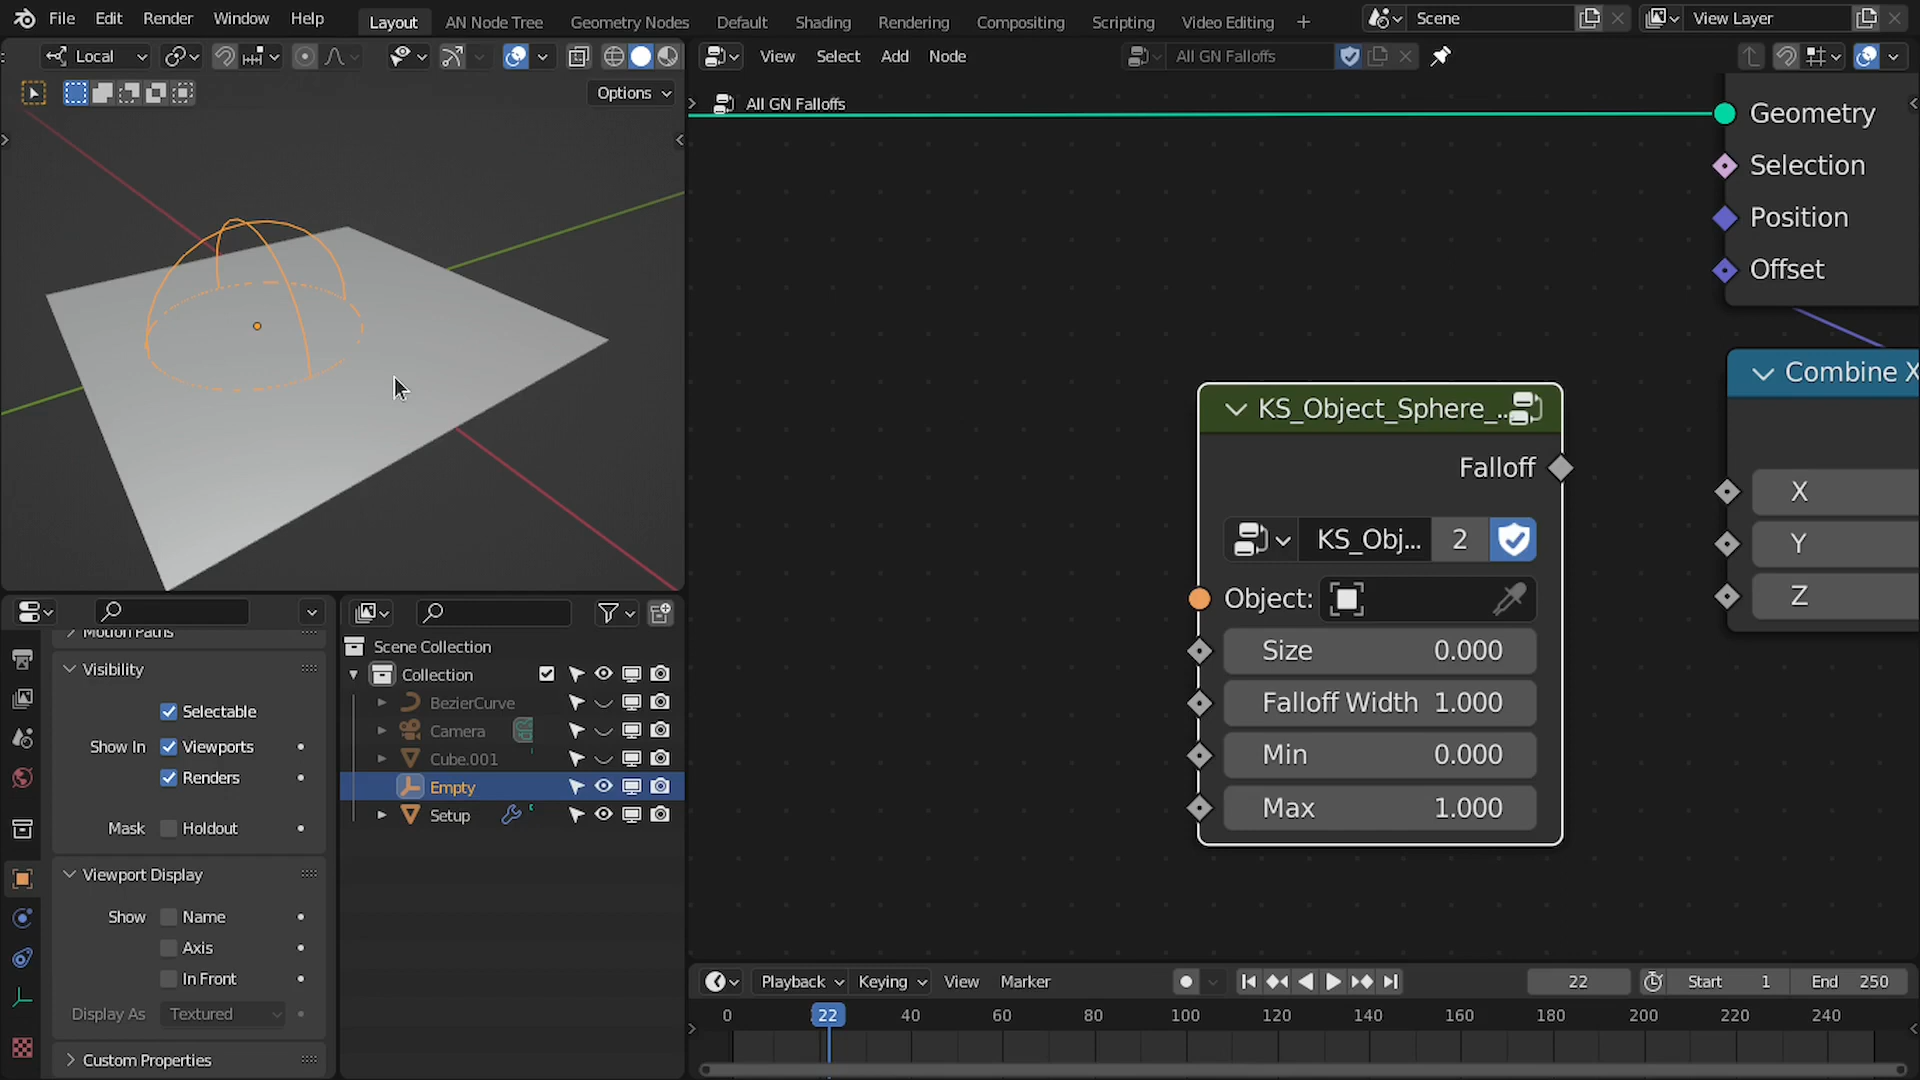 File Edit Render Window Help Layout AN Node Tree Geometry Nodes Default Shading Rendering Compositing Scripting Video Editing + Scene View Layer
Local
View Select Add Node All GN Falloffs
Options
All GN Falloffs
Geometry
Selection
Position
Offset
Combine X
X
Y
Z
KS_Object_Sphere_...
Falloff
KS_Obj... 2
Object:
Size 0.000
Falloff Width 1.000
Min 0.000
Max 1.000
Motion Paths
Visibility
Selectable
Show In Viewports
Renders
Mask Holdout
Viewport Display
Show Name
Axis
In Front
Display As Textured
Custom Properties
Scene Collection
Collection
BezierCurve
Camera
Cube.001
Empty
Setup
Playback Keying View Marker 22 Start 1 End 250
0 22 40 60 80 100 120 140 160 180 200 220 240